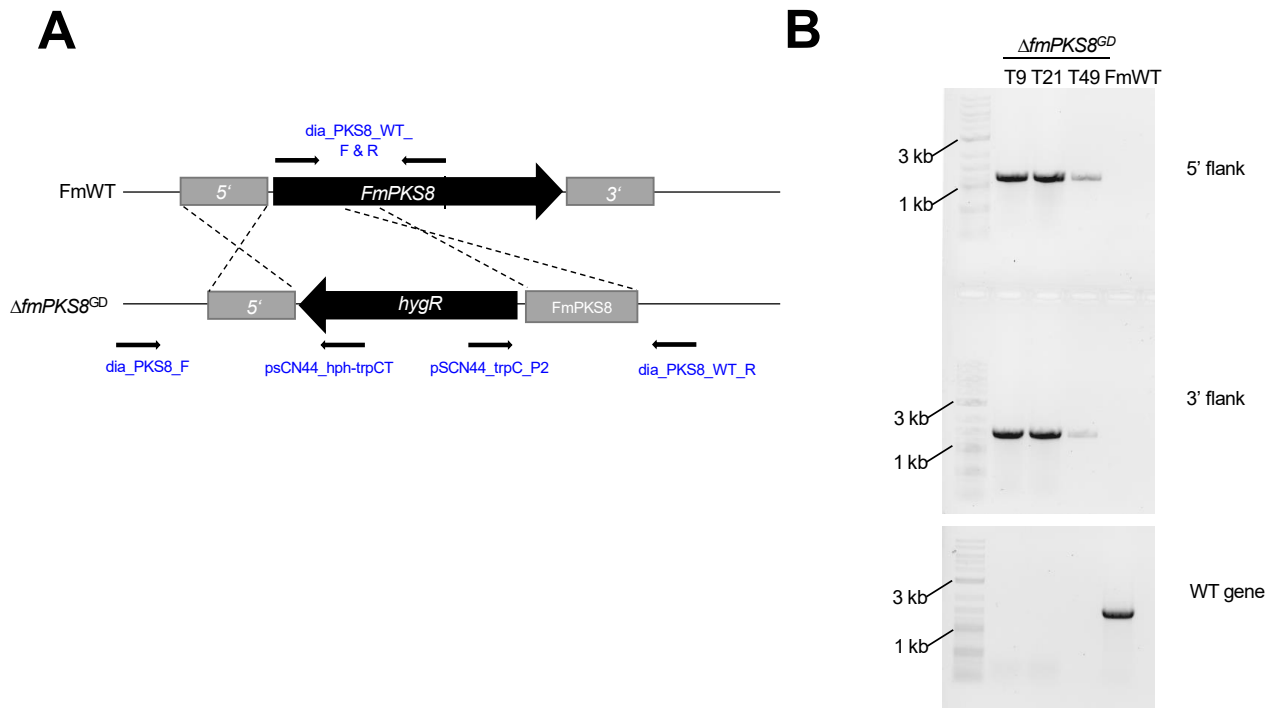 A
dia_PKS8_WT_
F & R
FmWT
5‘
FmPKS8
3‘
ΔfmPKS8GD
5‘
hygR
FmPKS8
dia_PKS8_F
psCN44_hph-trpCT
pSCN44_trpC_P2
dia_PKS8_WT_R
B
ΔfmPKS8GD
T9 T21 T49 FmWT
3 kb
1 kb
5’ flank
3 kb
1 kb
3’ flank
3 kb
1 kb
WT gene